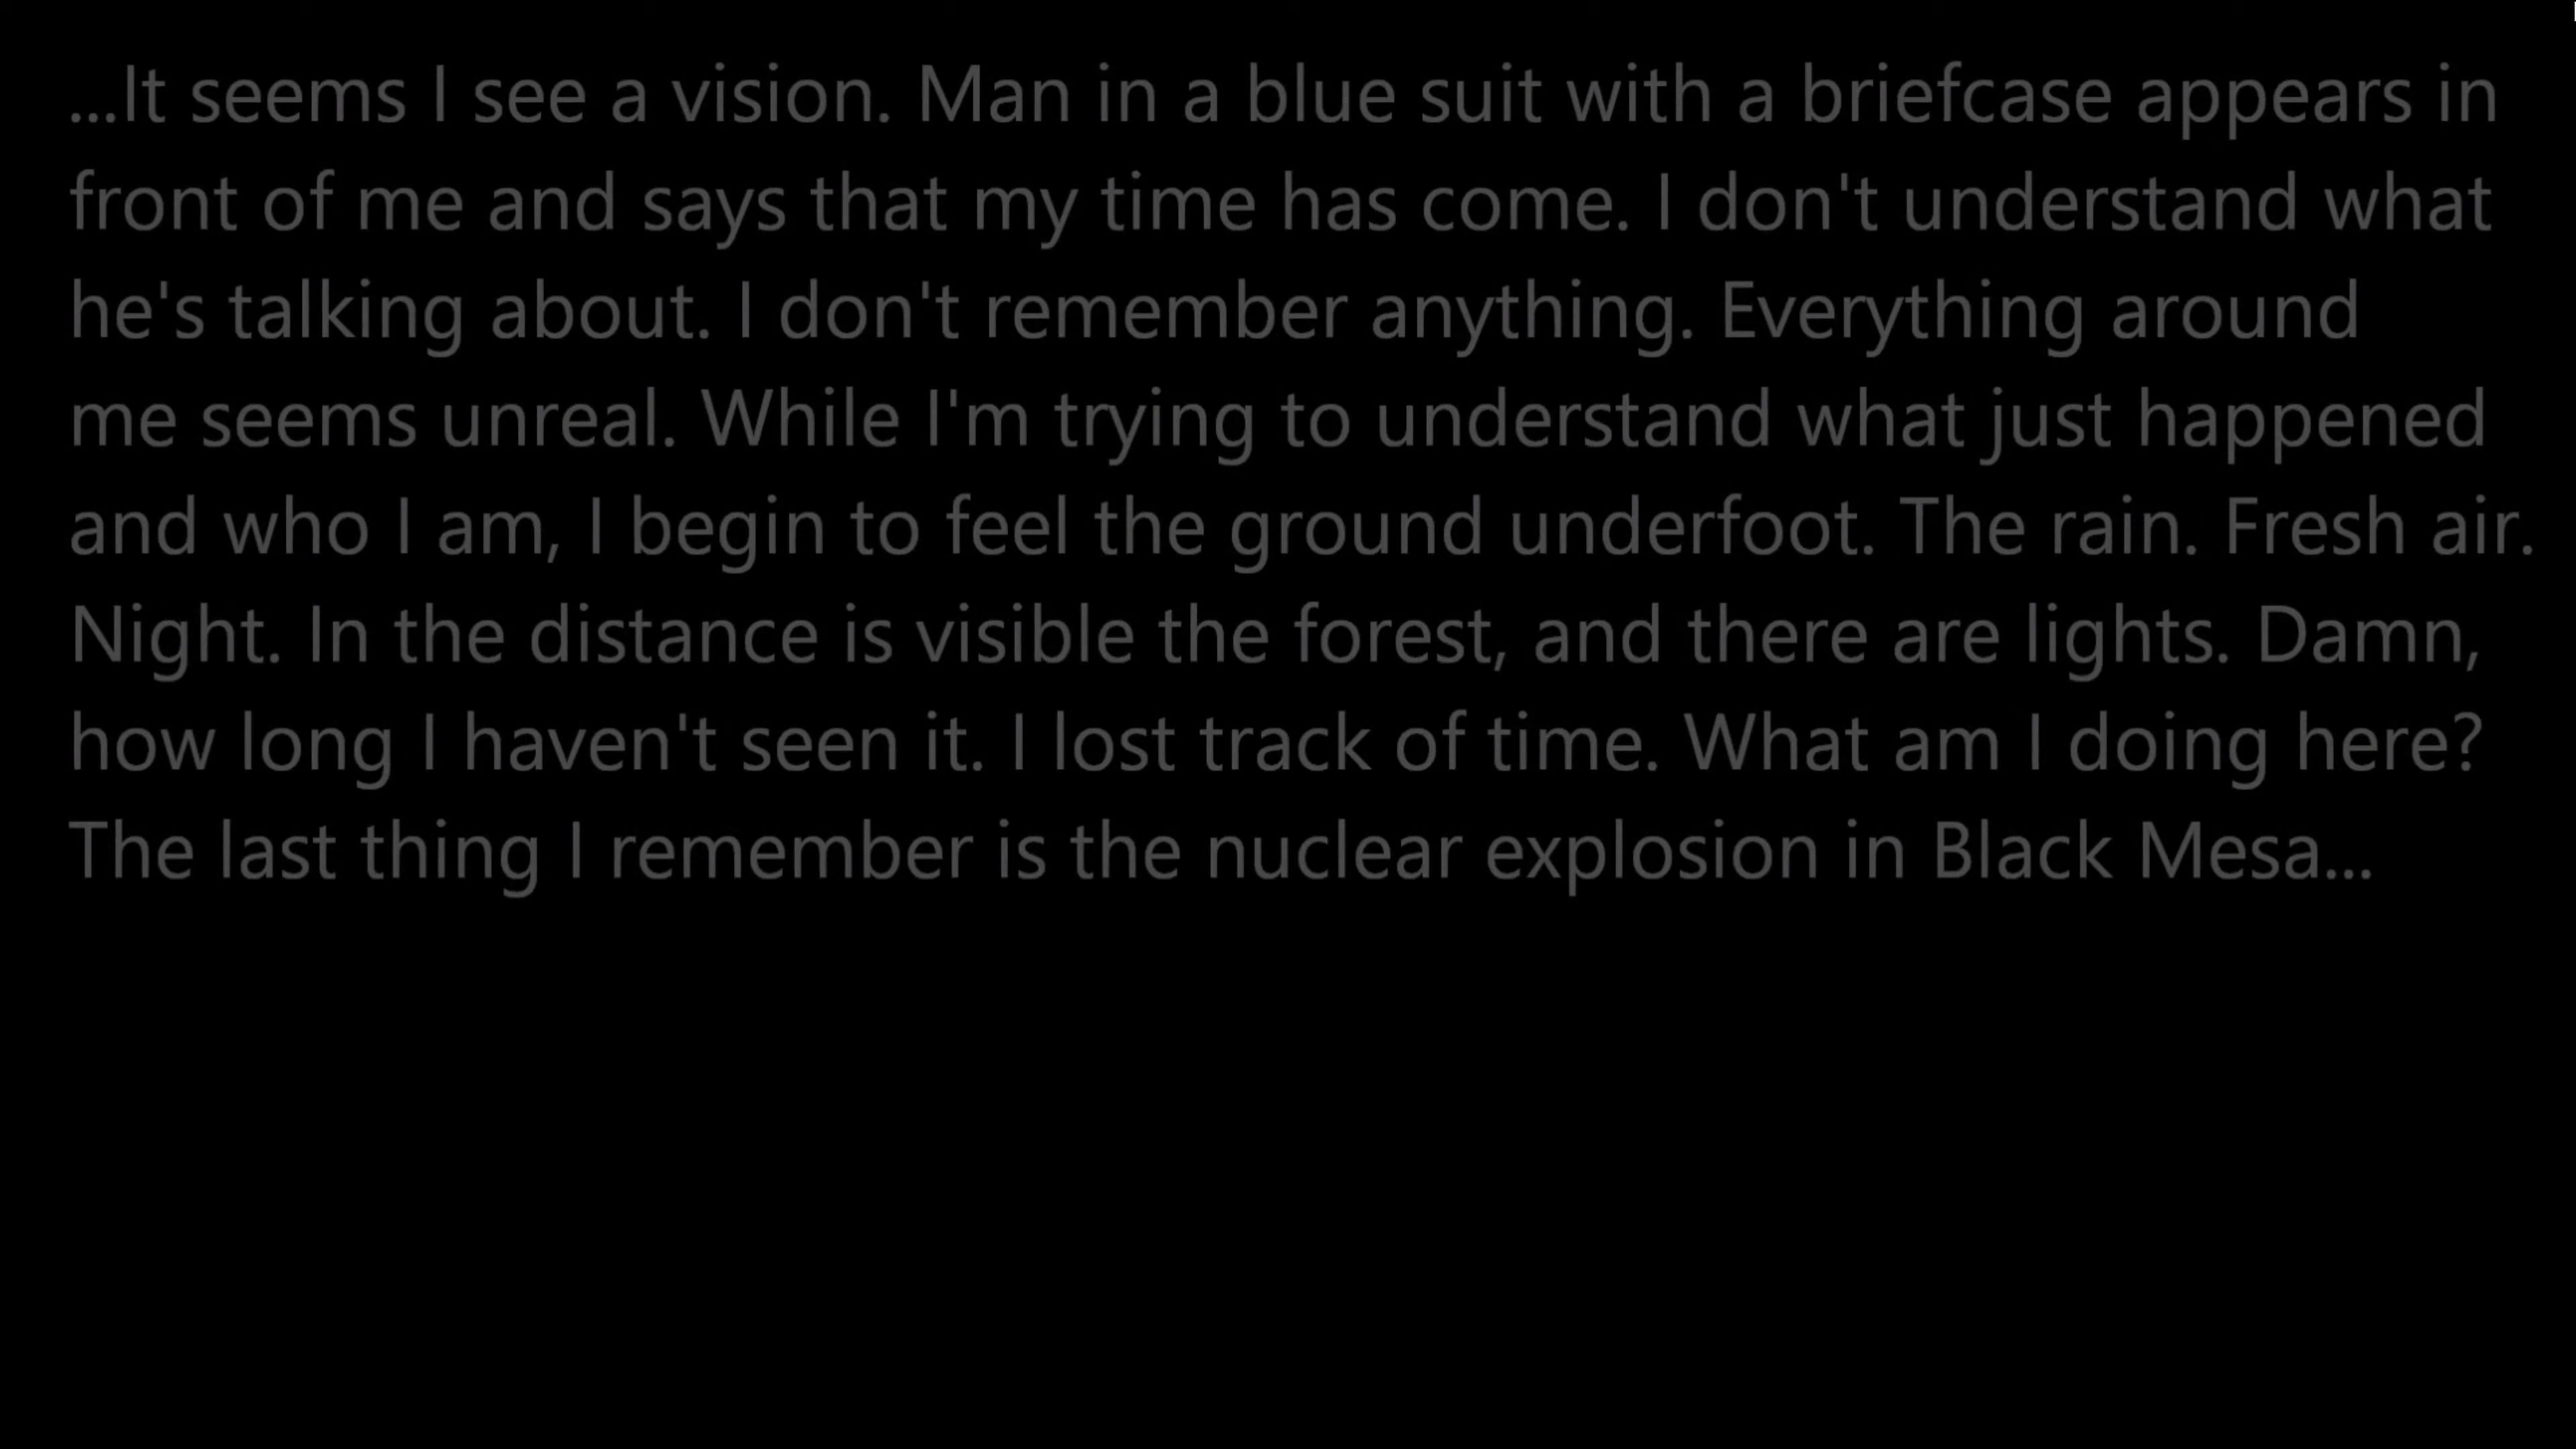 ...It seems I see a vision. Man in a blue suit with a briefcase appears in
front of me and says that my time has come. I don't understand what
he's talking about. I don't remember anything. Everything around
me seems unreal. While I'm trying to understand what just happened
and who I am, I begin to feel the ground underfoot. The rain. Fresh air.
Night. In the distance is visible the forest, and there are lights. Damn,
how long I haven't seen it. I lost track of time. What am I doing here?
The last thing I remember is the nuclear explosion in Black Mesa...